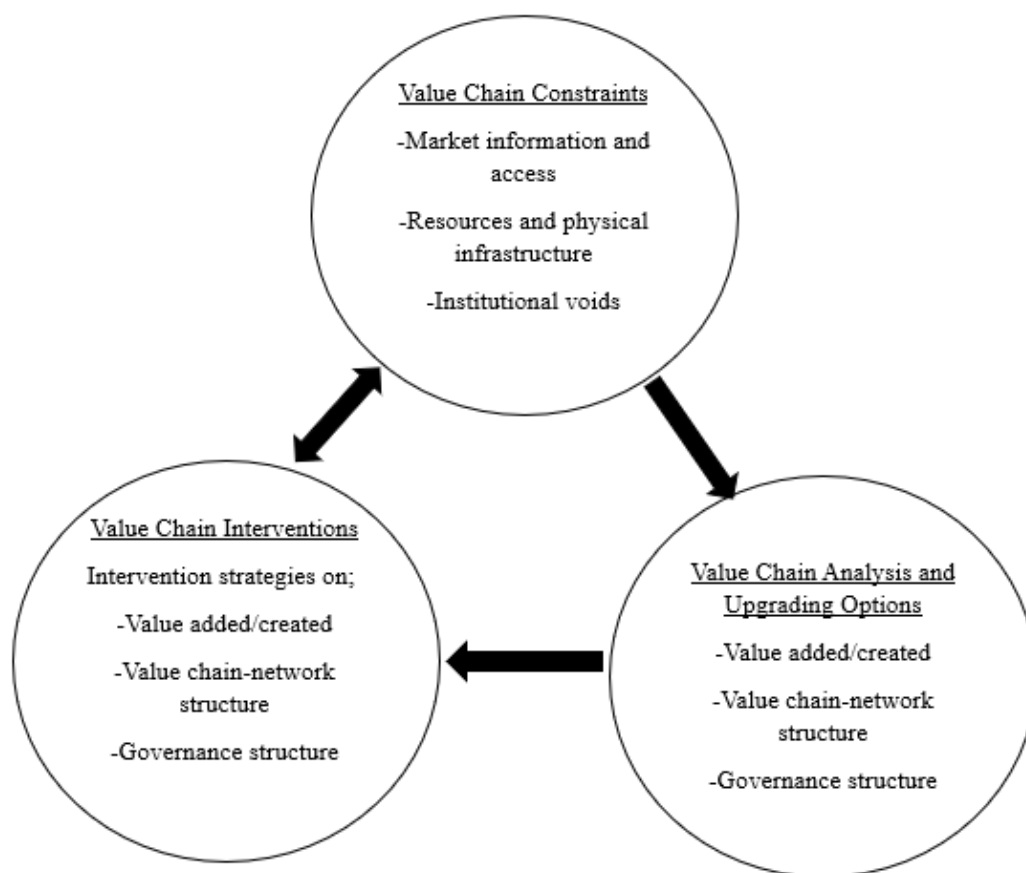 Value Chain Constraints
-Market information and
access
-Resources and physical
infrastructure
-Institutional voids
Value Chain Interventions
Intervention strategies on;
-Value added/created
-Value chain-network
structure
-Governance structure
Value Chain Analysis and
Upgrading Options
-Value added/created
-Value chain-network
structure
-Governance structure